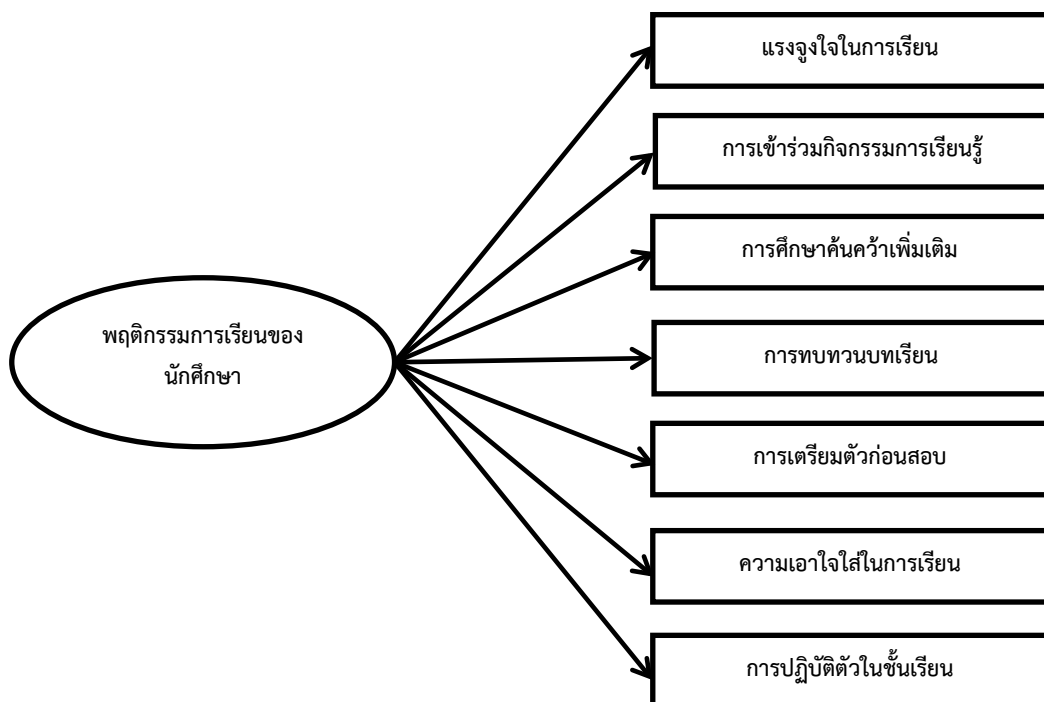 แรงจูงใจในการเรียน
การเข้าร่วมกิจกรรมการเรียนรู้
การศึกษาค้นคว้าเพิ่มเติม
พฤติกรรมการเรียนของ
นักศึกษา
การทบทวนบทเรียน
การเตรียมตัวก่อนสอบ
ความเอาใจใส่ในการเรียน
การปฏิบัติตัวในชั้นเรียน